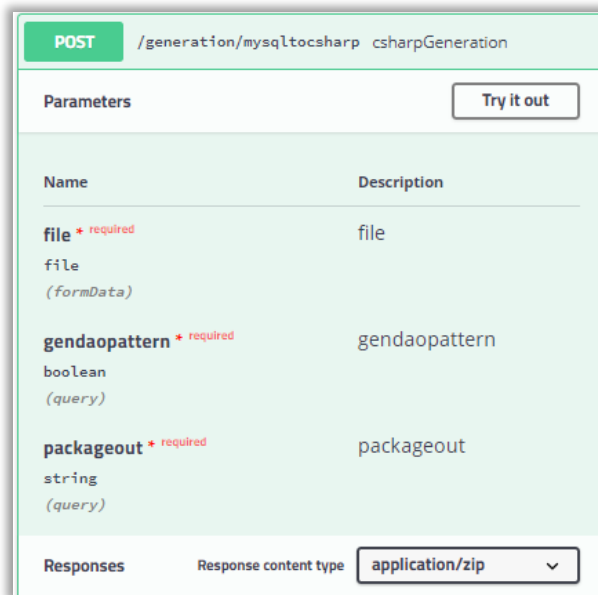 POST /generation/mysqltocsharp csharpGeneration
Parameters Try it out
Name Description
file * required file
file
(formData)
gendaopattern * required gendaopattern
boolean
(query)
packageout * required packageout
string
(query)
Responses Response content type application/zip